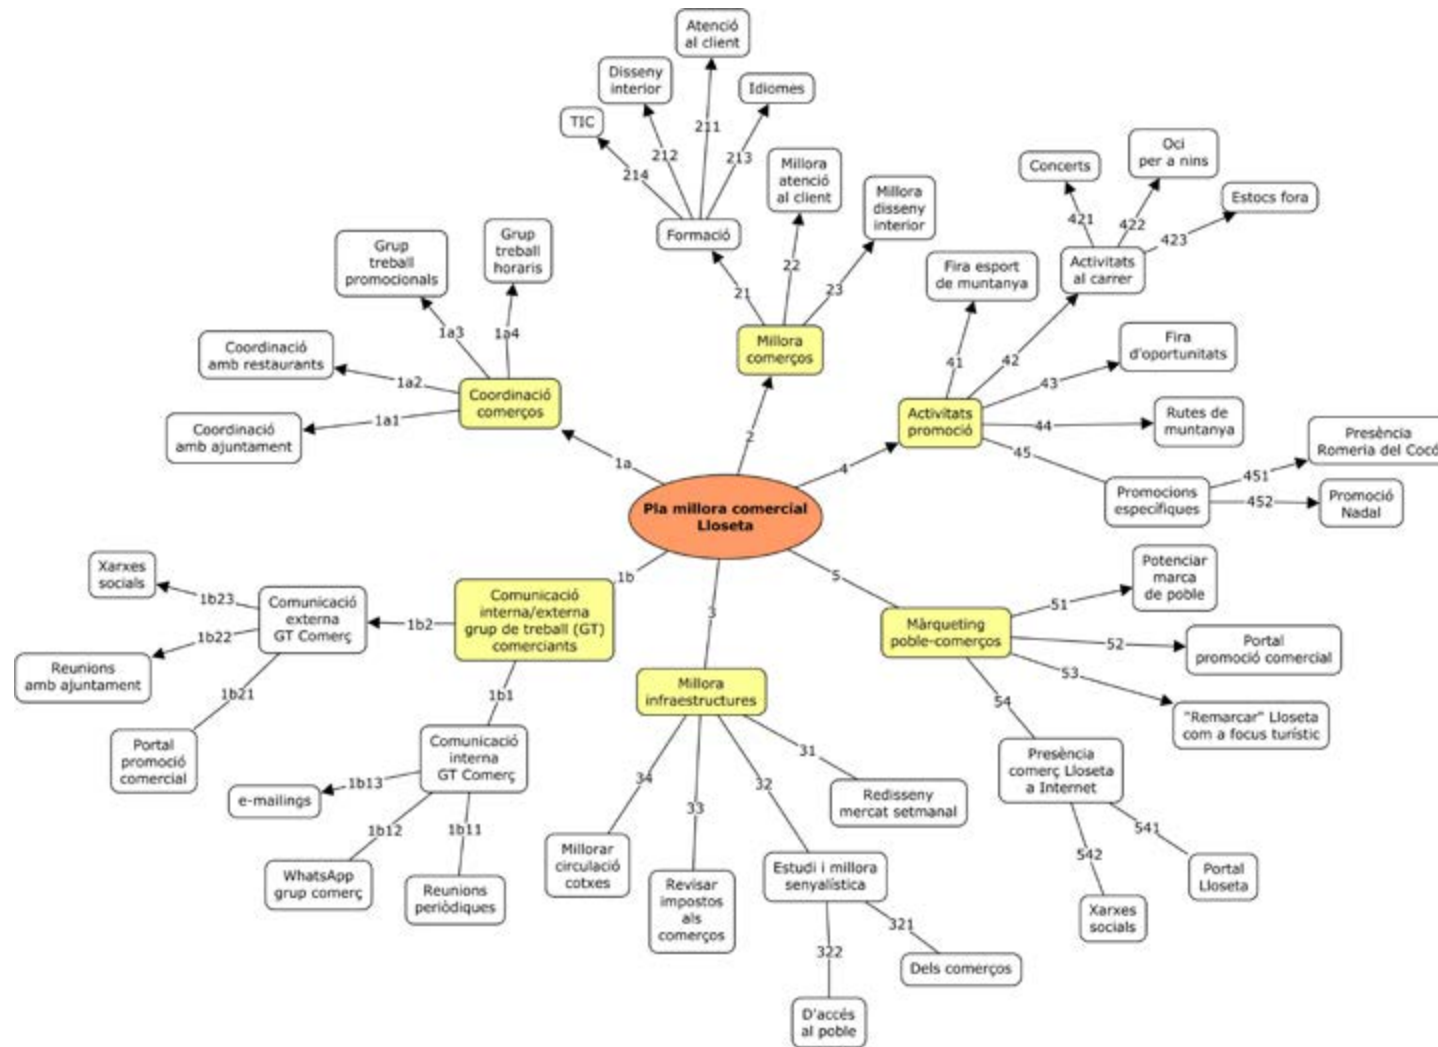 Atenció
al client
Disseny
interior
Idiomes
TIC
211
212
213
214
Formació
Millora
atenció
al client
Millora
disseny
interior
21
22
23
Millora
comerços
2
Concerts
Oci
per a nins
Estocs fora
421
422
423
Activitats
al carrer
Fira esport
de muntanya
Fira
d'oportunitats
Rutes de
muntanya
41
42
43
44
45
Activitats
promoció
4
Presència
Romeria del Cocó
Promoció
Nadal
451
452
Promocions
específiques
Grup
treball
promocionals
Grup
treball
horaris
Coordinació
amb restaurants
Coordinació
amb ajuntament
1a3
1a4
1a2
1a1
Coordinació
comerços
1a
Pla millora comercial
Lloseta
1b
3
5
Comunicació
interna/externa
grup de treball (GT)
comerciants
1b2
1b1
Xarxes
socials
1b23
Comunicació
externa
GT Comerç
1b22
Reunions
amb ajuntament
1b21
Portal
promoció
comercial
Comunicació
interna
GT Comerç
1b13
e-mailings
1b12
1b11
WhatsApp
grup comerç
Reunions
periòdiques
Millora
infraestructures
34
33
32
31
Millorar
circulació
cotxes
Revisar
impostos
als
comerços
Estudi i millora
senyalística
Redisseny
mercat setmanal
321
322
Dels comerços
D'accés
al poble
Màrqueting
poble-comerços
51
52
53
54
Potenciar
marca
de poble
Portal
promoció comercial
"Remarcar" Lloseta
com a focus turístic
Presència
comerç Lloseta
a Internet
541
542
Portal
Lloseta
Xarxes
socials